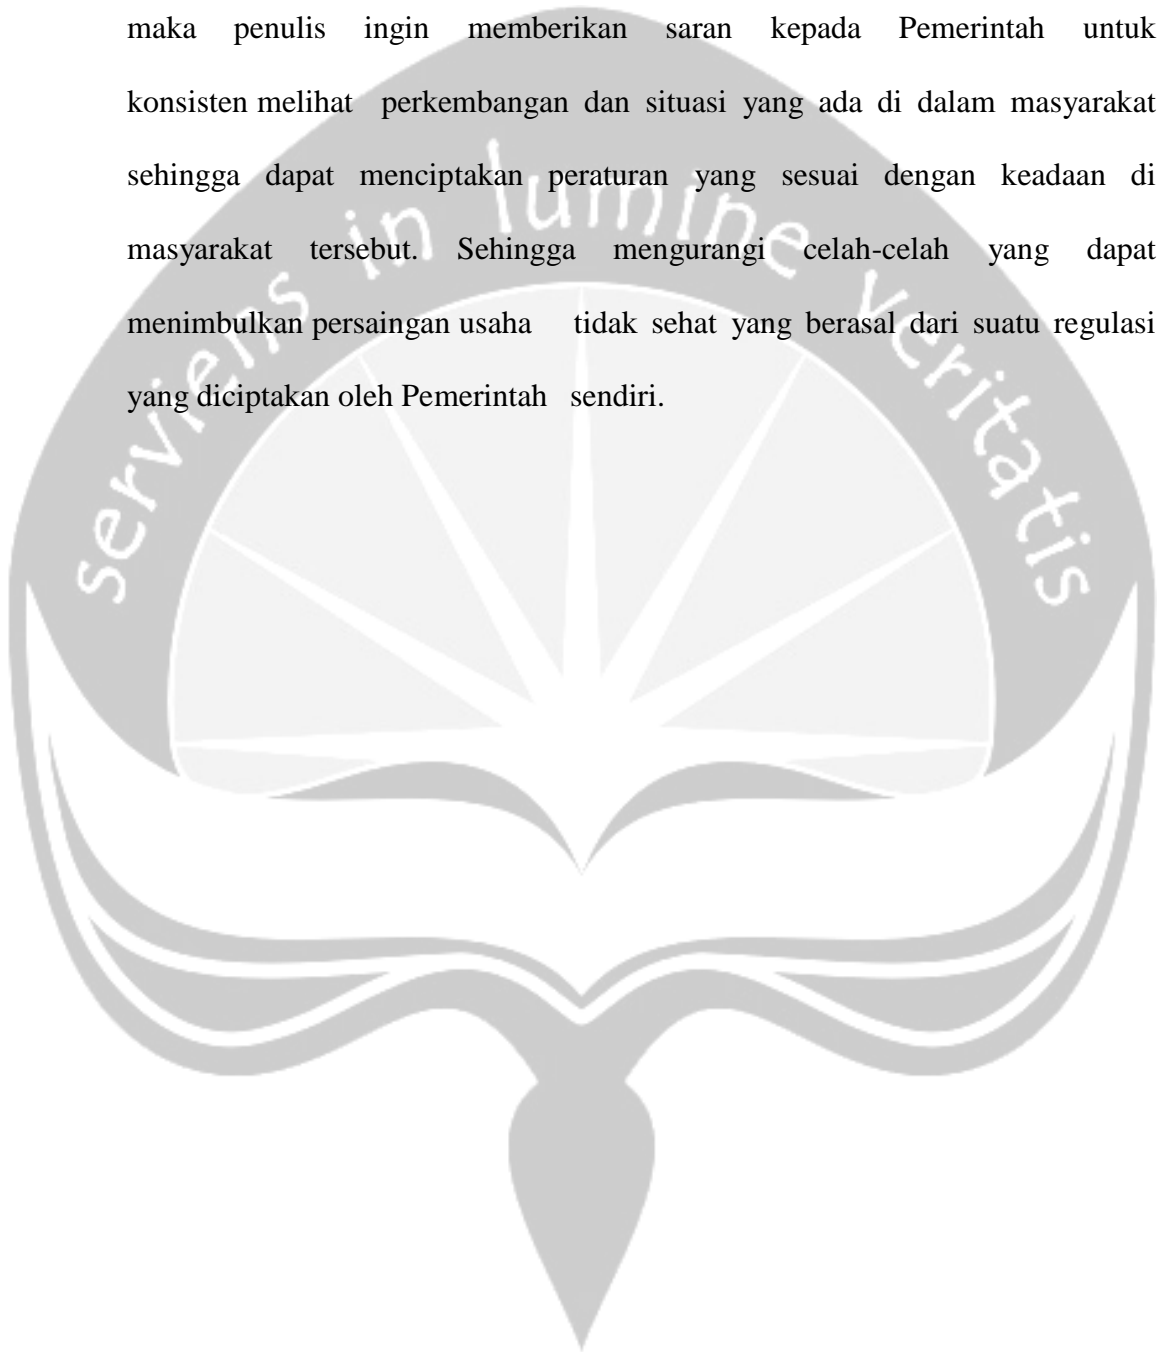 maka penulis ingin memberikan saran kepada Pemerintah untuk
konsisten melihat perkembangan dan situasi yang ada di dalam masyarakat
sehingga dapat menciptakan peraturan yang sesuai dengan keadaan di
masyarakat tersebut. Sehingga mengurangi celah-celah yang dapat
menimbulkan persaingan usaha tidak sehat yang berasal dari suatu regulasi
yang diciptakan oleh Pemerintah sendiri.
serviens in lumine veritatis